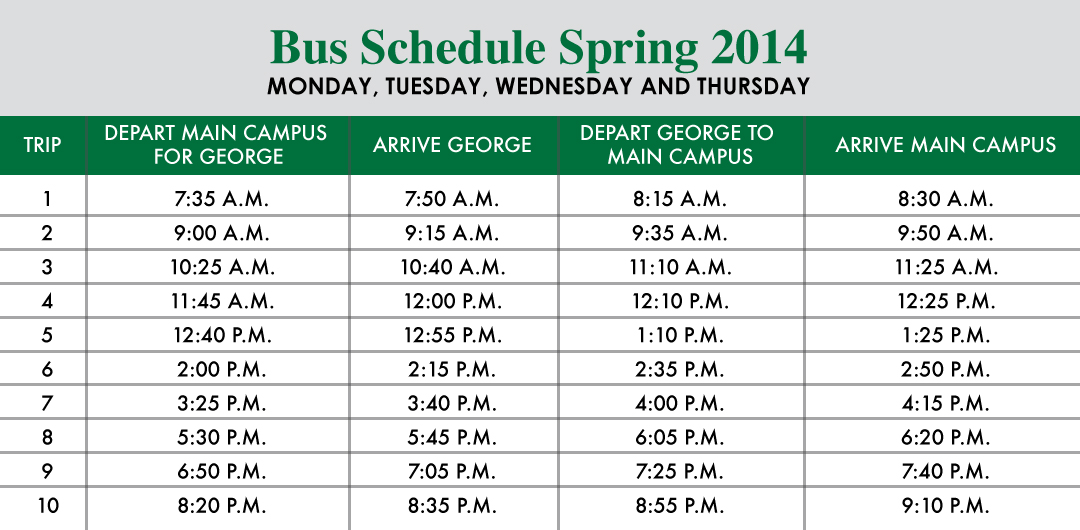 Bus Schedule Spring 2014
MONDAY, TUESDAY, WEDNESDAY AND THURSDAY
TRIP DEPART MAIN CAMPUS FOR GEORGE ARRIVE GEORGE DEPART GEORGE TO MAIN CAMPUS ARRIVE MAIN CAMPUS
1 7:35 A.M. 7:50 A.M. 8:15 A.M. 8:30 A.M.
2 9:00 A.M. 9:15 A.M. 9:35 A.M. 9:50 A.M.
3 10:25 A.M. 10:40 A.M. 11:10 A.M. 11:25 A.M.
4 11:45 A.M. 12:00 P.M. 12:10 P.M. 12:25 P.M.
5 12:40 P.M. 12:55 P.M. 1:10 P.M. 1:25 P.M.
6 2:00 P.M. 2:15 P.M. 2:35 P.M. 2:50 P.M.
7 3:25 P.M. 3:40 P.M. 4:00 P.M. 4:15 P.M.
8 5:30 P.M. 5:45 P.M. 6:05 P.M. 6:20 P.M.
9 6:50 P.M. 7:05 P.M. 7:25 P.M. 7:40 P.M.
10 8:20 P.M. 8:35 P.M. 8:55 P.M. 9:10 P.M.